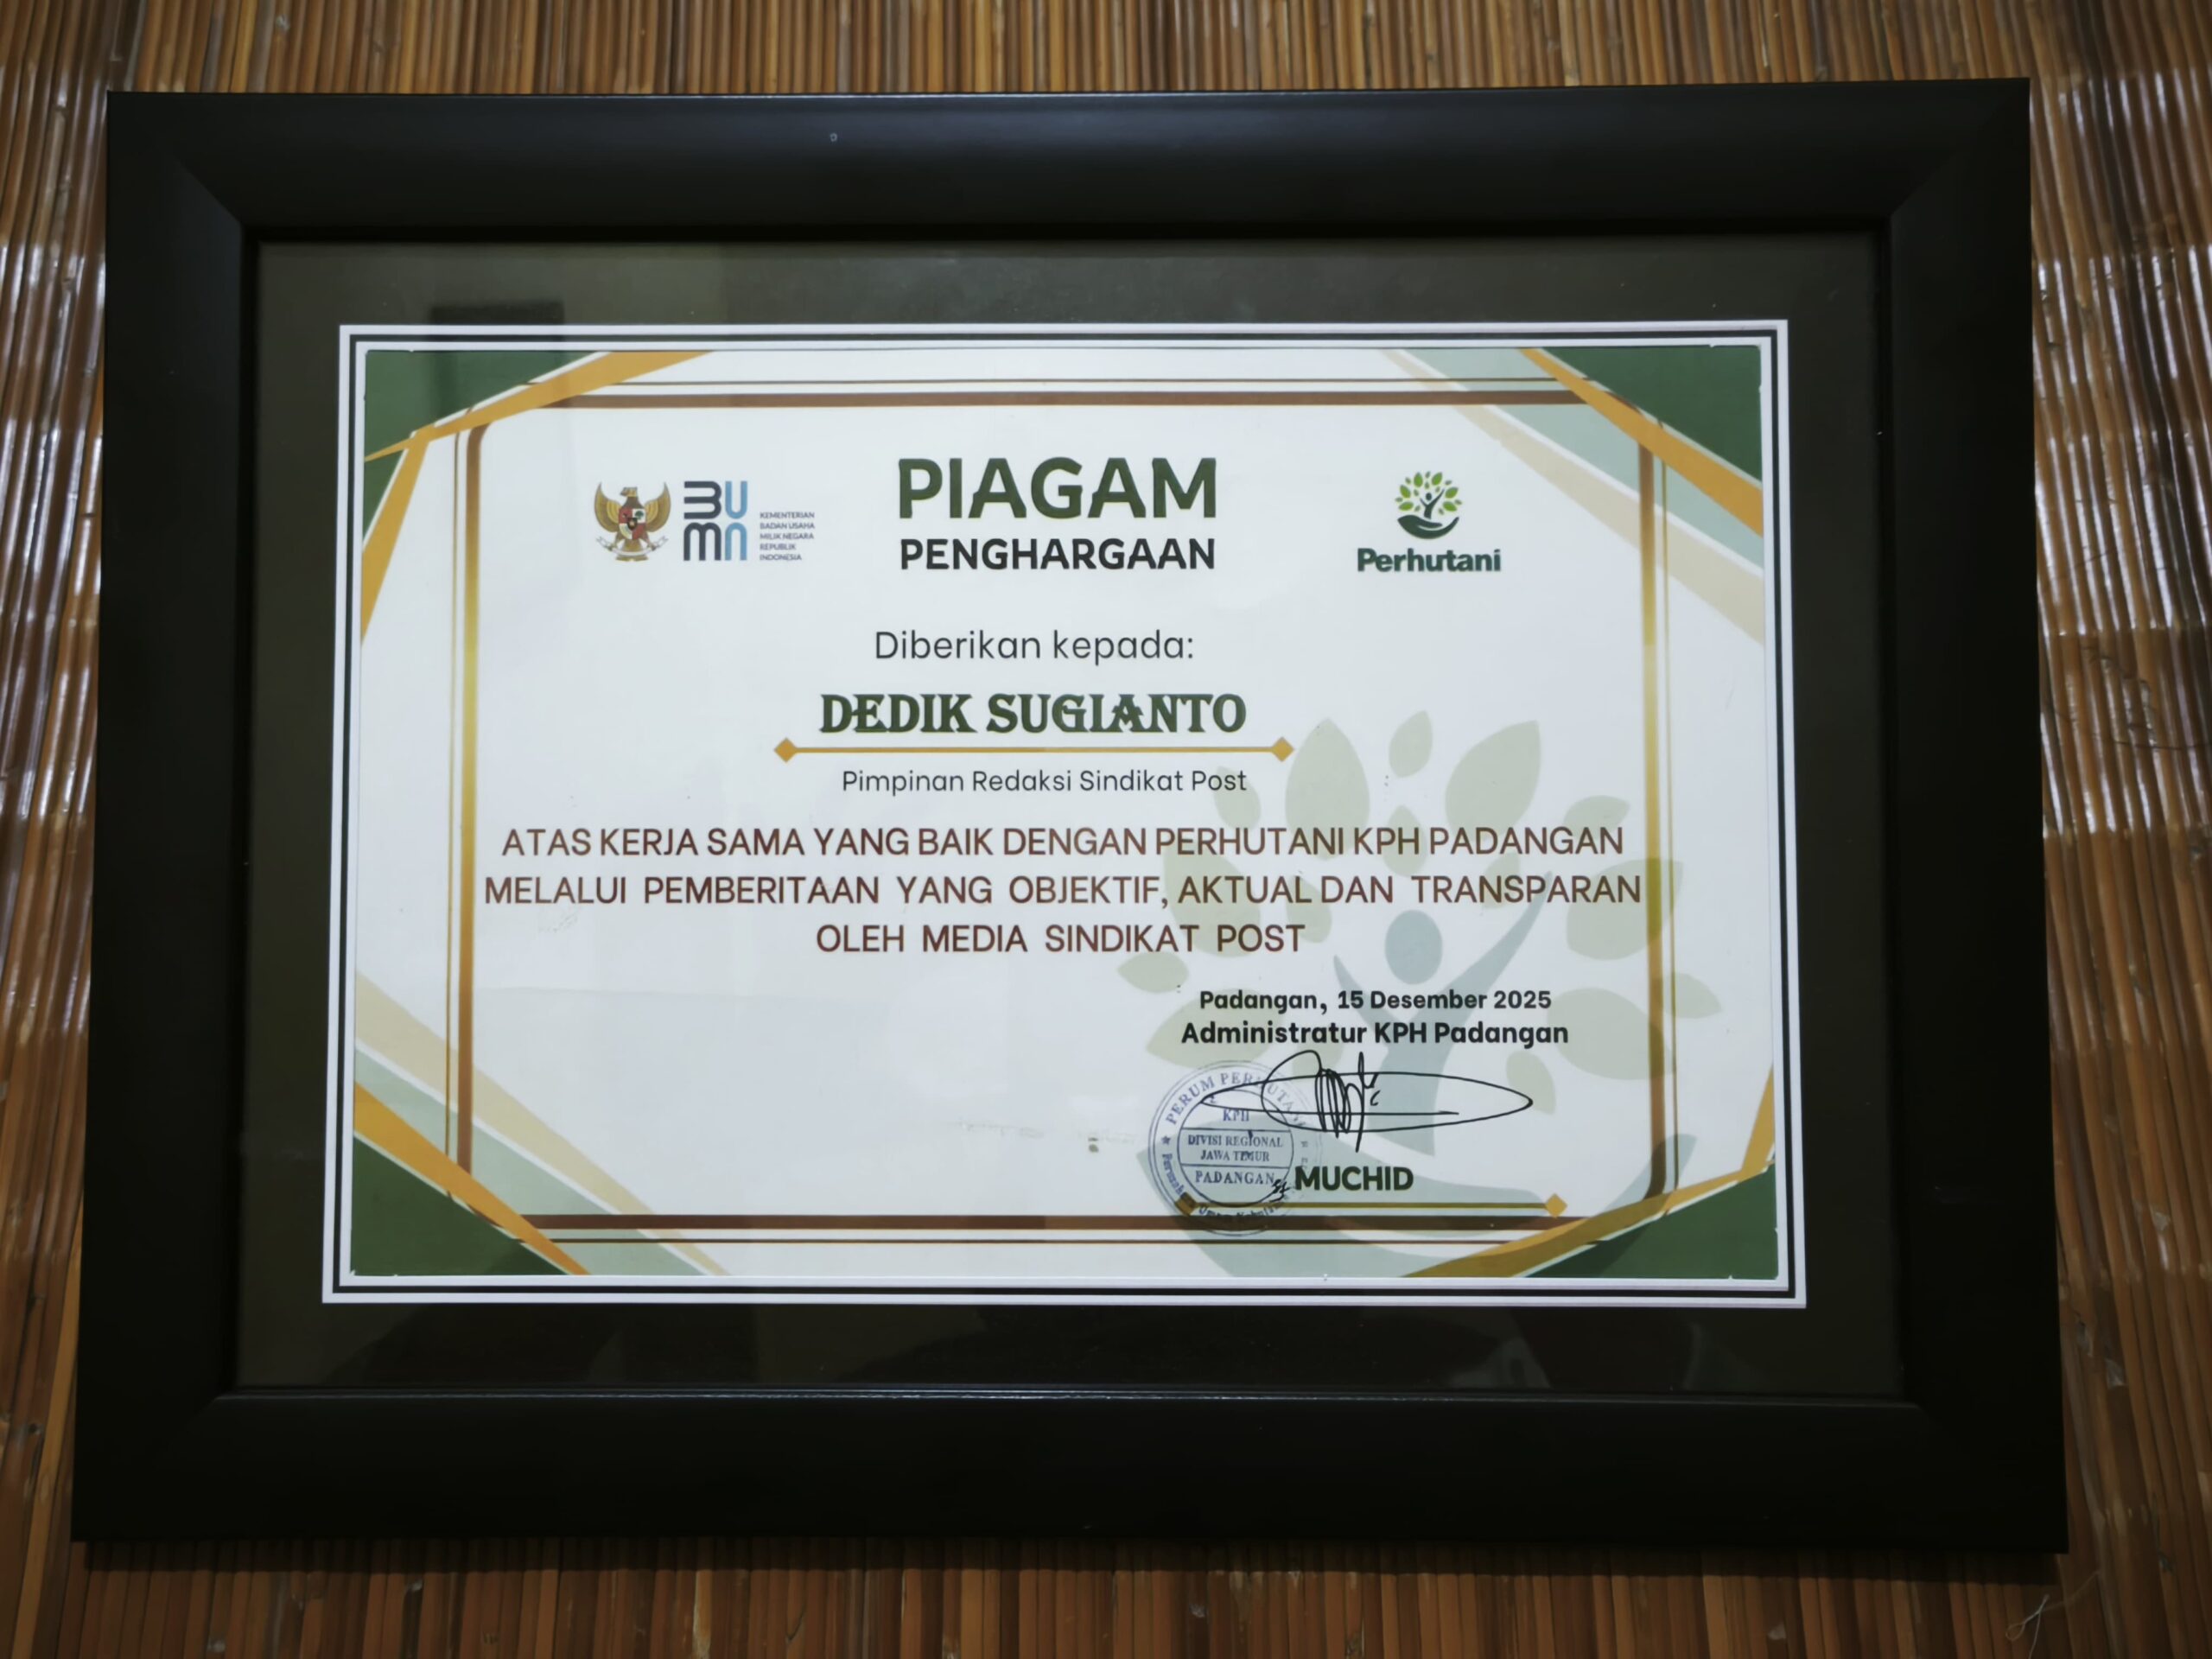 BUMN
KEMENTERIAN
BADAN USAHA
MILIK NEGARA
REPUBLIK
INDONESIA
PIAGAM
PENGHARGAAN
Perhutani
Diberikan kepada:
DEDIK SUGIANTO
Pimpinan Redaksi Sindikat Post
ATAS KERJA SAMA YANG BAIK DENGAN PERHUTANI KPH PADANGAN
MELALUI PEMBERITAAN YANG OBJEKTIF, AKTUAL DAN TRANSPARAN
OLEH MEDIA SINDIKAT POST
Padangan, 15 Desember 2025
Administratur KPH Padangan
PERUM PERHUTANI
KPH
DIVISI REGIONAL
JAWA TIMUR
PADANGAN
MUCHID